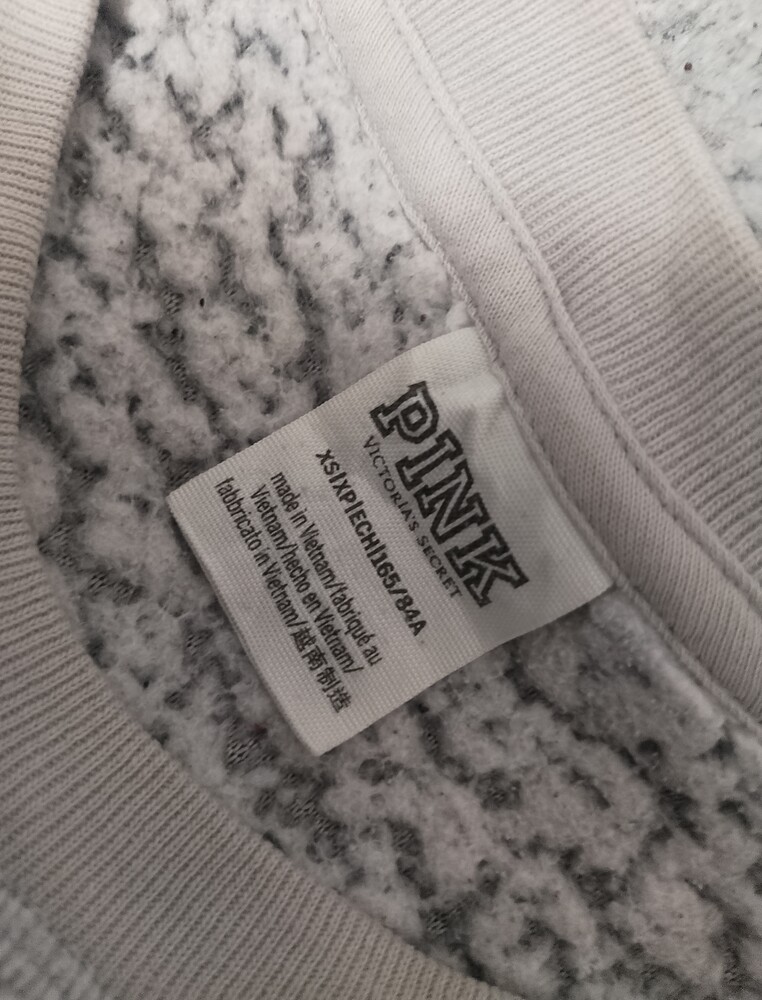 PINK
VICTORIA'S SECRET
XS|XP|ECH|165/84A
made in Vietnam/fabriqué au
Vietnam/hecho en Vietnam/
fabbricato in Vietnam/越南制造